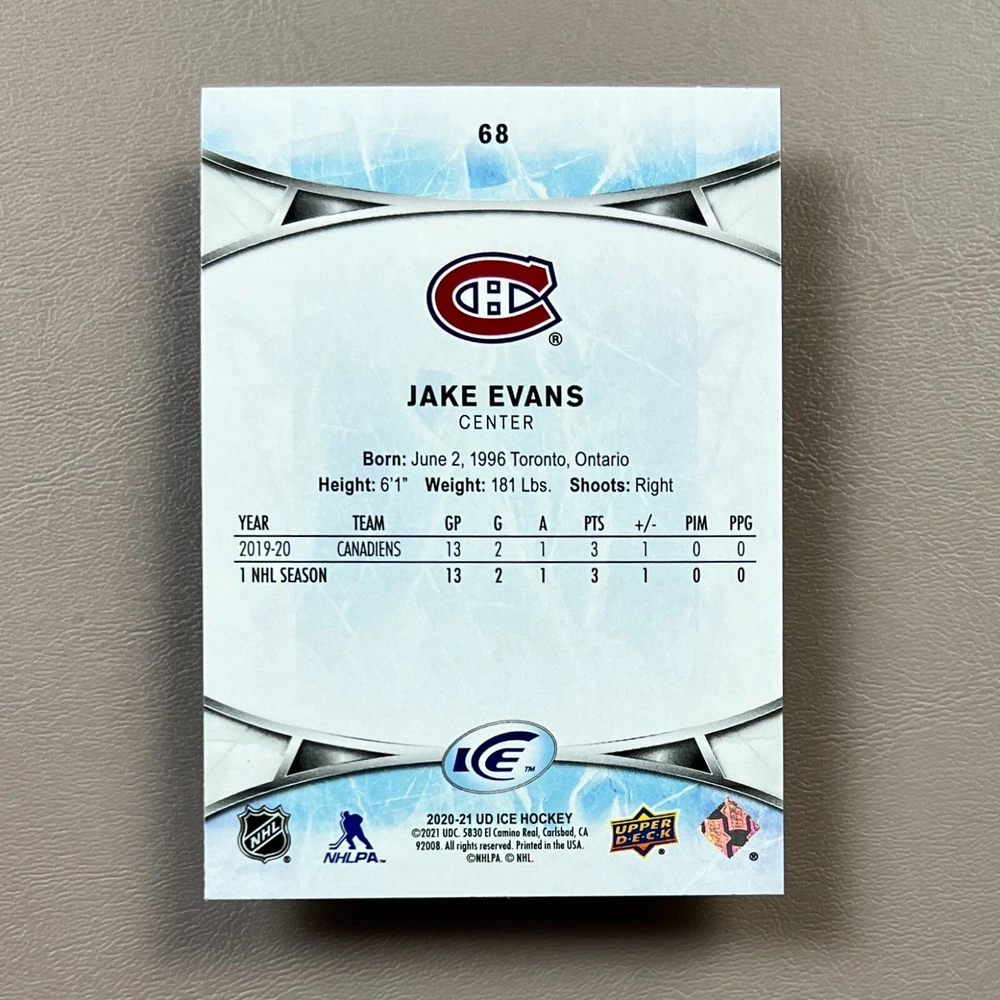 68
®
JAKE EVANS
CENTER
Born: June 2, 1996 Toronto, Ontario
Height: 6'1" Weight: 181 Lbs. Shoots: Right
YEAR TEAM GP G A PTS +/- PIM PPG
2019-20 CANADIENS 13 2 1 3 1 0 0
1 NHL SEASON 13 2 1 3 1 0 0
ICE™
2020-21 UD ICE HOCKEY
©2021 UDC. 5830 El Camino Real, Carlsbad, CA
92008. All rights reserved. Printed in the USA.
©NHLPA. © NHL.
NHL®
NHLPA™
UPPER
D·E·C·K®
®